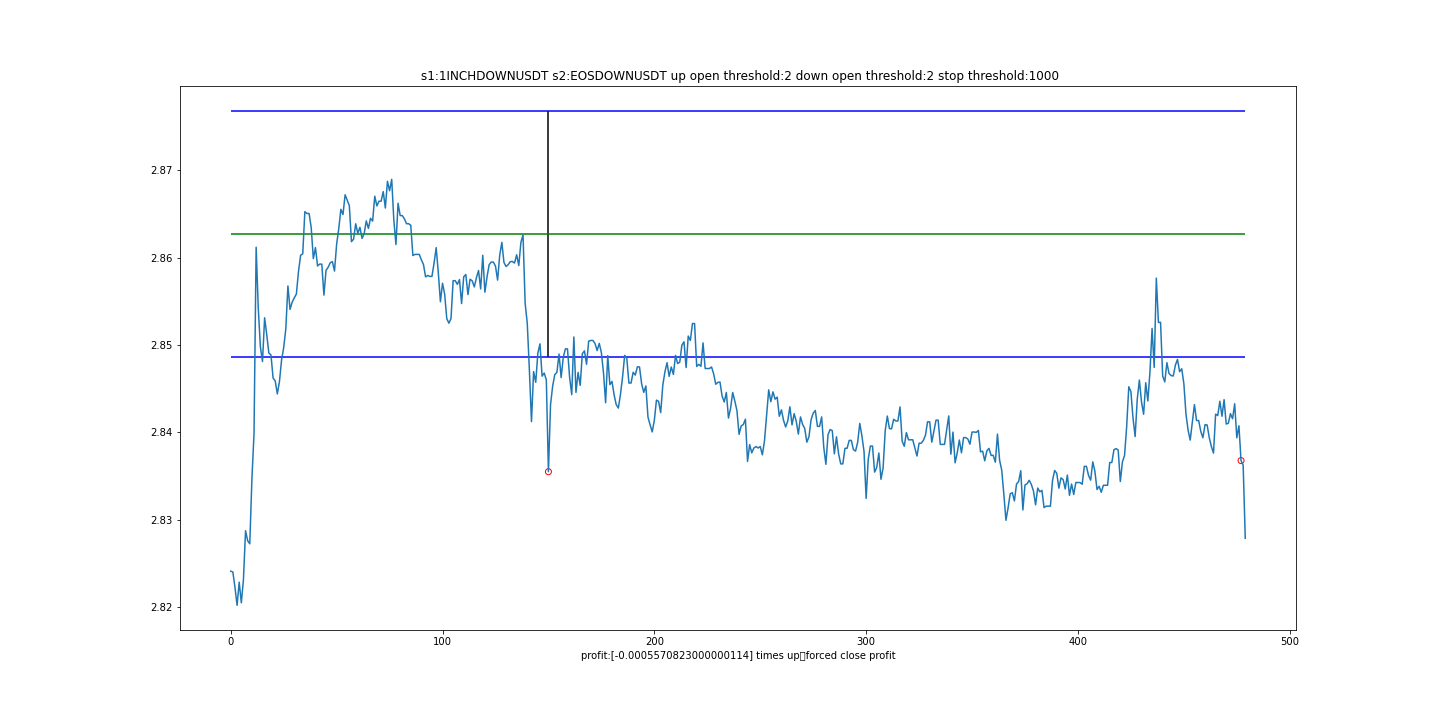 s1:1INCHDOWNUSDT s2:EOSDOWNUSDT up open threshold:2 down open threshold:2 stop threshold:1000
2.87
2.86
2.85
2.84
2.83
2.82
0 100 200 300 400 500
profit:[-0.0005570823000000114] times up▯forced close profit